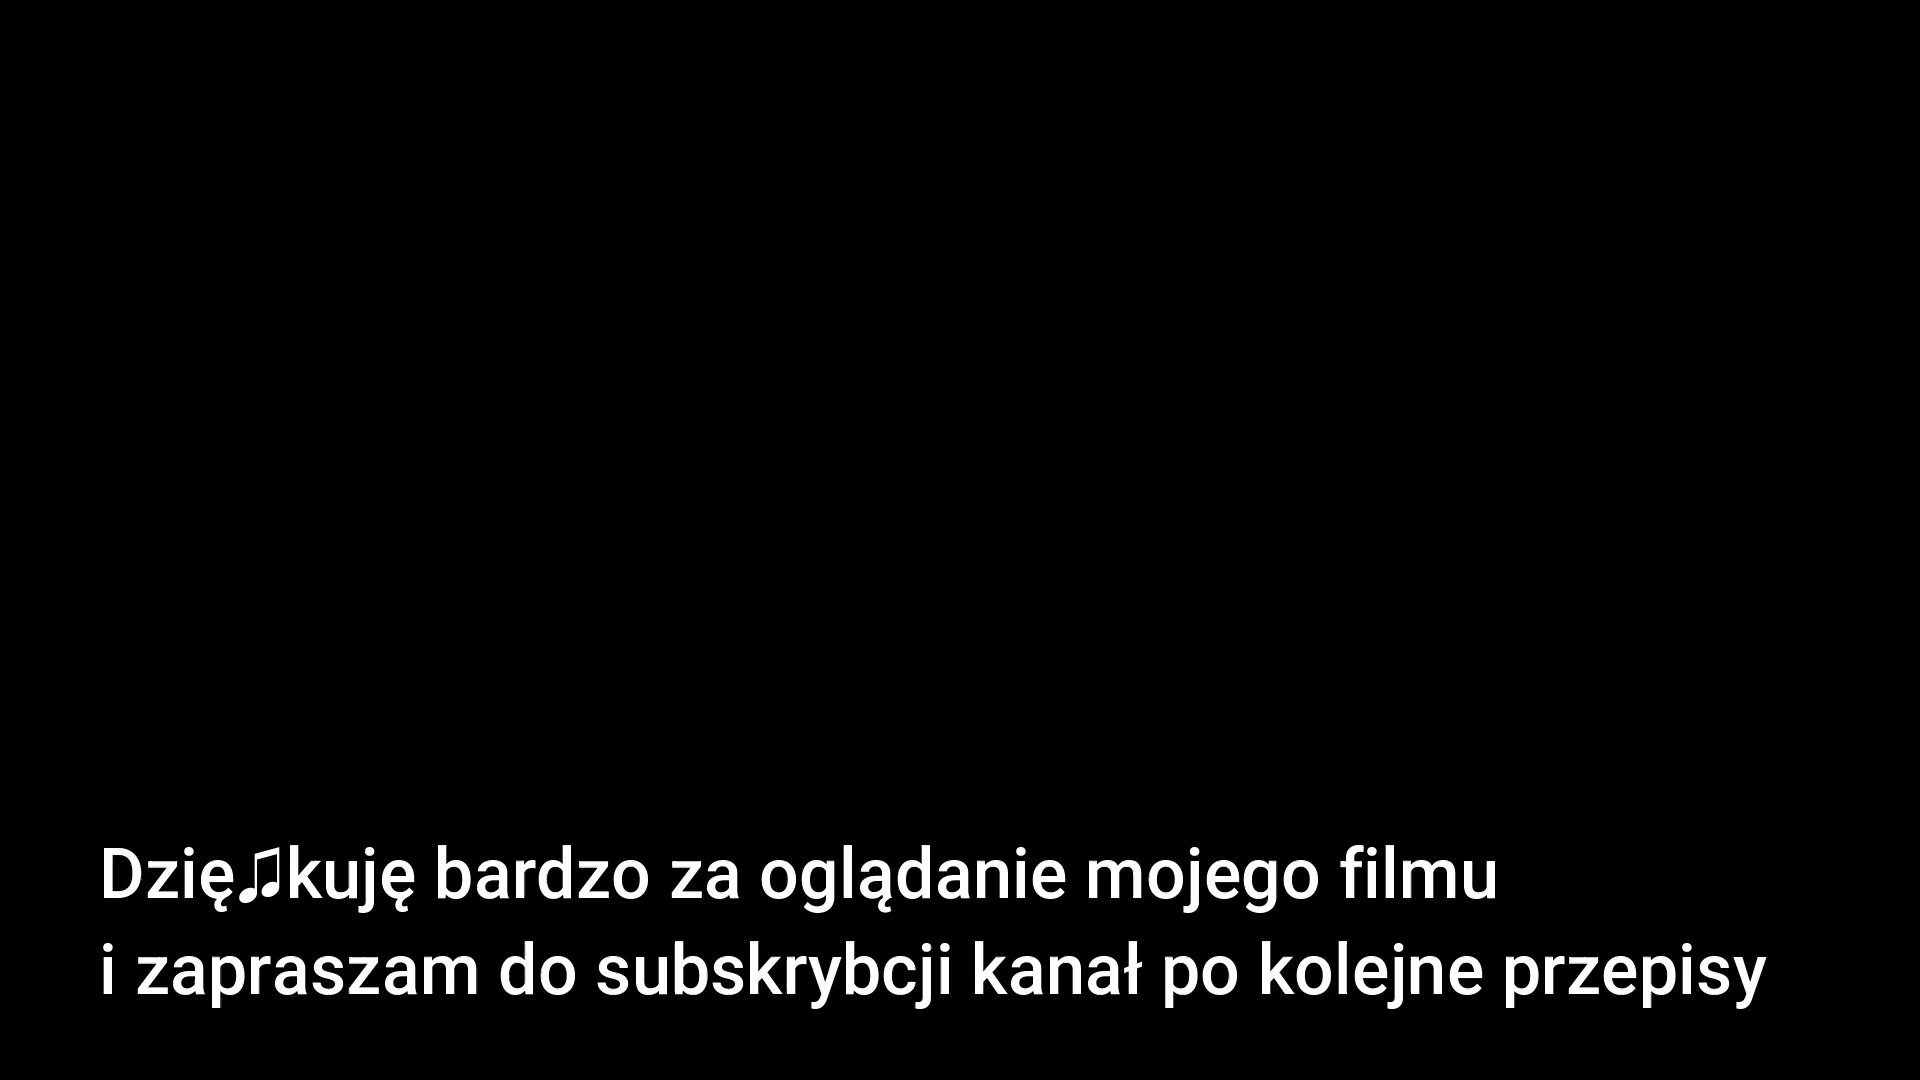 Dzię♫kuję bardzo za oglądanie mojego filmu
i zapraszam do subskrybcji kanał po kolejne przepisy